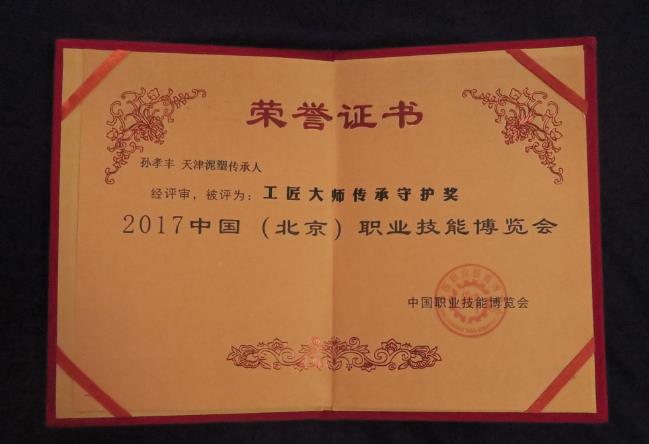 荣誉证书
孙孝丰 天津泥塑传承人
经评审，被评为：工匠大师传承守护奖
2017中国（北京）职业技能博览会
中国职业技能博览会